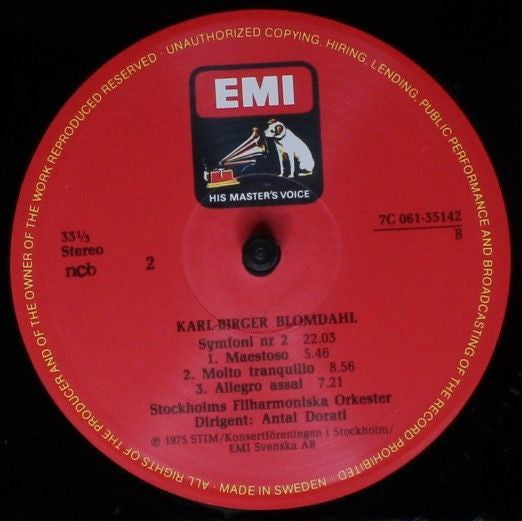 ALL RIGHTS OF THE PRODUCER AND OF THE OWNER OF THE WORK REPRODUCED RESERVED · UNAUTHORIZED COPYING, HIRING, LENDING, PUBLIC PERFORMANCE AND BROADCASTING OF THE RECORD PROHIBITED · MADE IN SWEDEN ·
EMI
HIS MASTER'S VOICE
33 1/3
Stereo
ncb
2
7C 061-35142
B
KARL-BIRGER BLOMDAHL
Symfoni nr 2 22.03
1. Maestoso 5.46
2. Molto tranquillo 8.56
3. Allegro assai 7.21
Stockholms Filharmoniska Orkester
Dirigent: Antal Dorati
℗ 1975 STIM/Konsertföreningen i Stockholm/
EMI Svenska AB